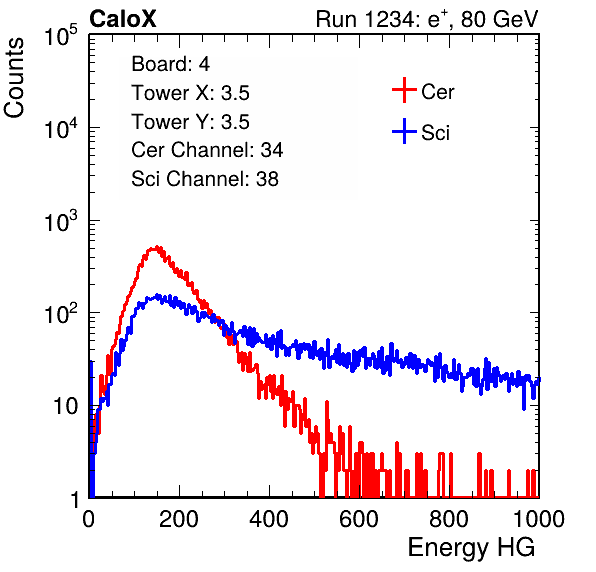 CaloX Run 1234: e⁺, 80 GeV
Counts
10⁵
10⁴
10³
10²
10
1
Board: 4
Tower X: 3.5
Tower Y: 3.5
Cer Channel: 34
Sci Channel: 38
Cer
Sci
0 200 400 600 800 1000
Energy HG